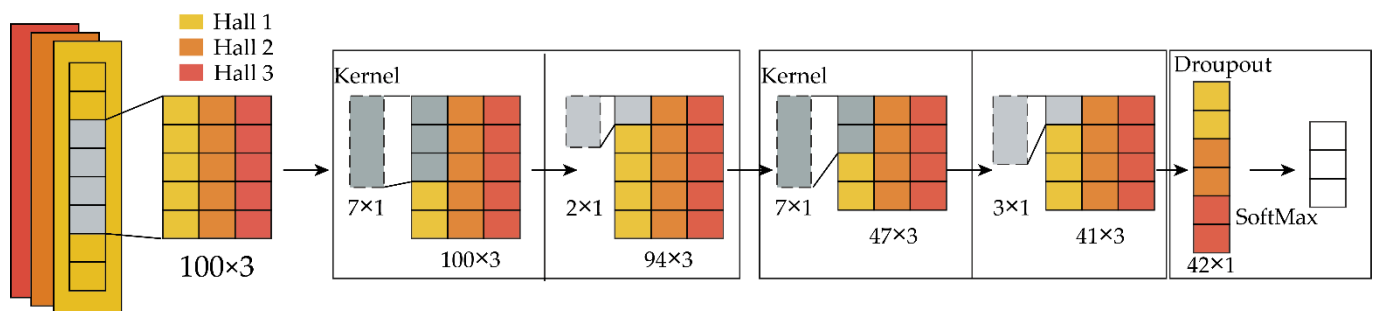 Hall 1
Hall 2
Hall 3
100×3
Kernel
7×1
100×3
2×1
94×3
Kernel
7×1
47×3
3×1
41×3
Droupout
SoftMax
42×1